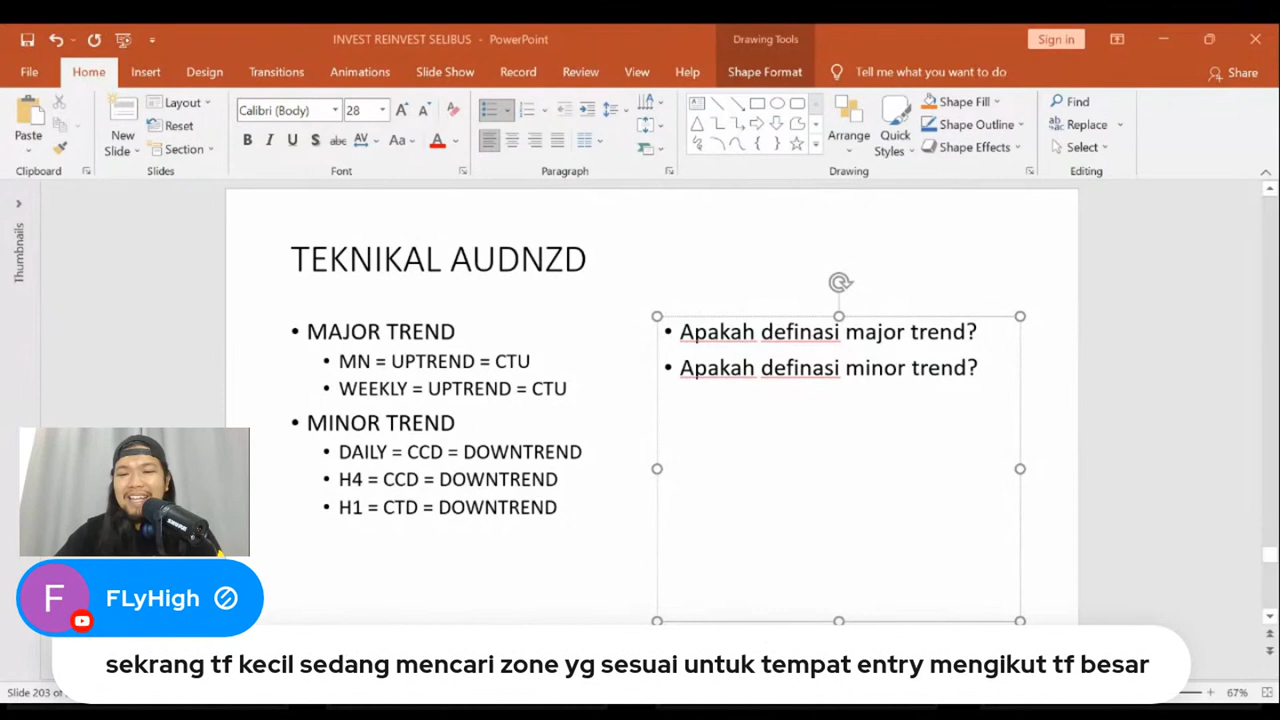 INVEST REINVEST SELIBUS - PowerPoint
Drawing Tools
Sign in
File
Home
Insert
Design
Transitions
Animations
Slide Show
Record
Review
View
Help
Shape Format
Tell me what you want to do
Share
Paste
New
Slide
Layout
Reset
Section
Calibri (Body)
28
Arrange
Quick
Styles
Shape Fill
Shape Outline
Shape Effects
Find
Replace
Select
Clipboard
Slides
Font
Paragraph
Drawing
Editing
Thumbnails
TEKNIKAL AUDNZD
• MAJOR TREND
• MN = UPTREND = CTU
• WEEKLY = UPTREND = CTU
• MINOR TREND
• DAILY = CCD = DOWNTREND
• H4 = CCD = DOWNTREND
• H1 = CTD = DOWNTREND
• Apakah definasi major trend?
• Apakah definasi minor trend?
F
FLyHigh
sekrang tf kecil sedang mencari zone yg sesuai untuk tempat entry mengikut tf besar
Slide 203 of
67%